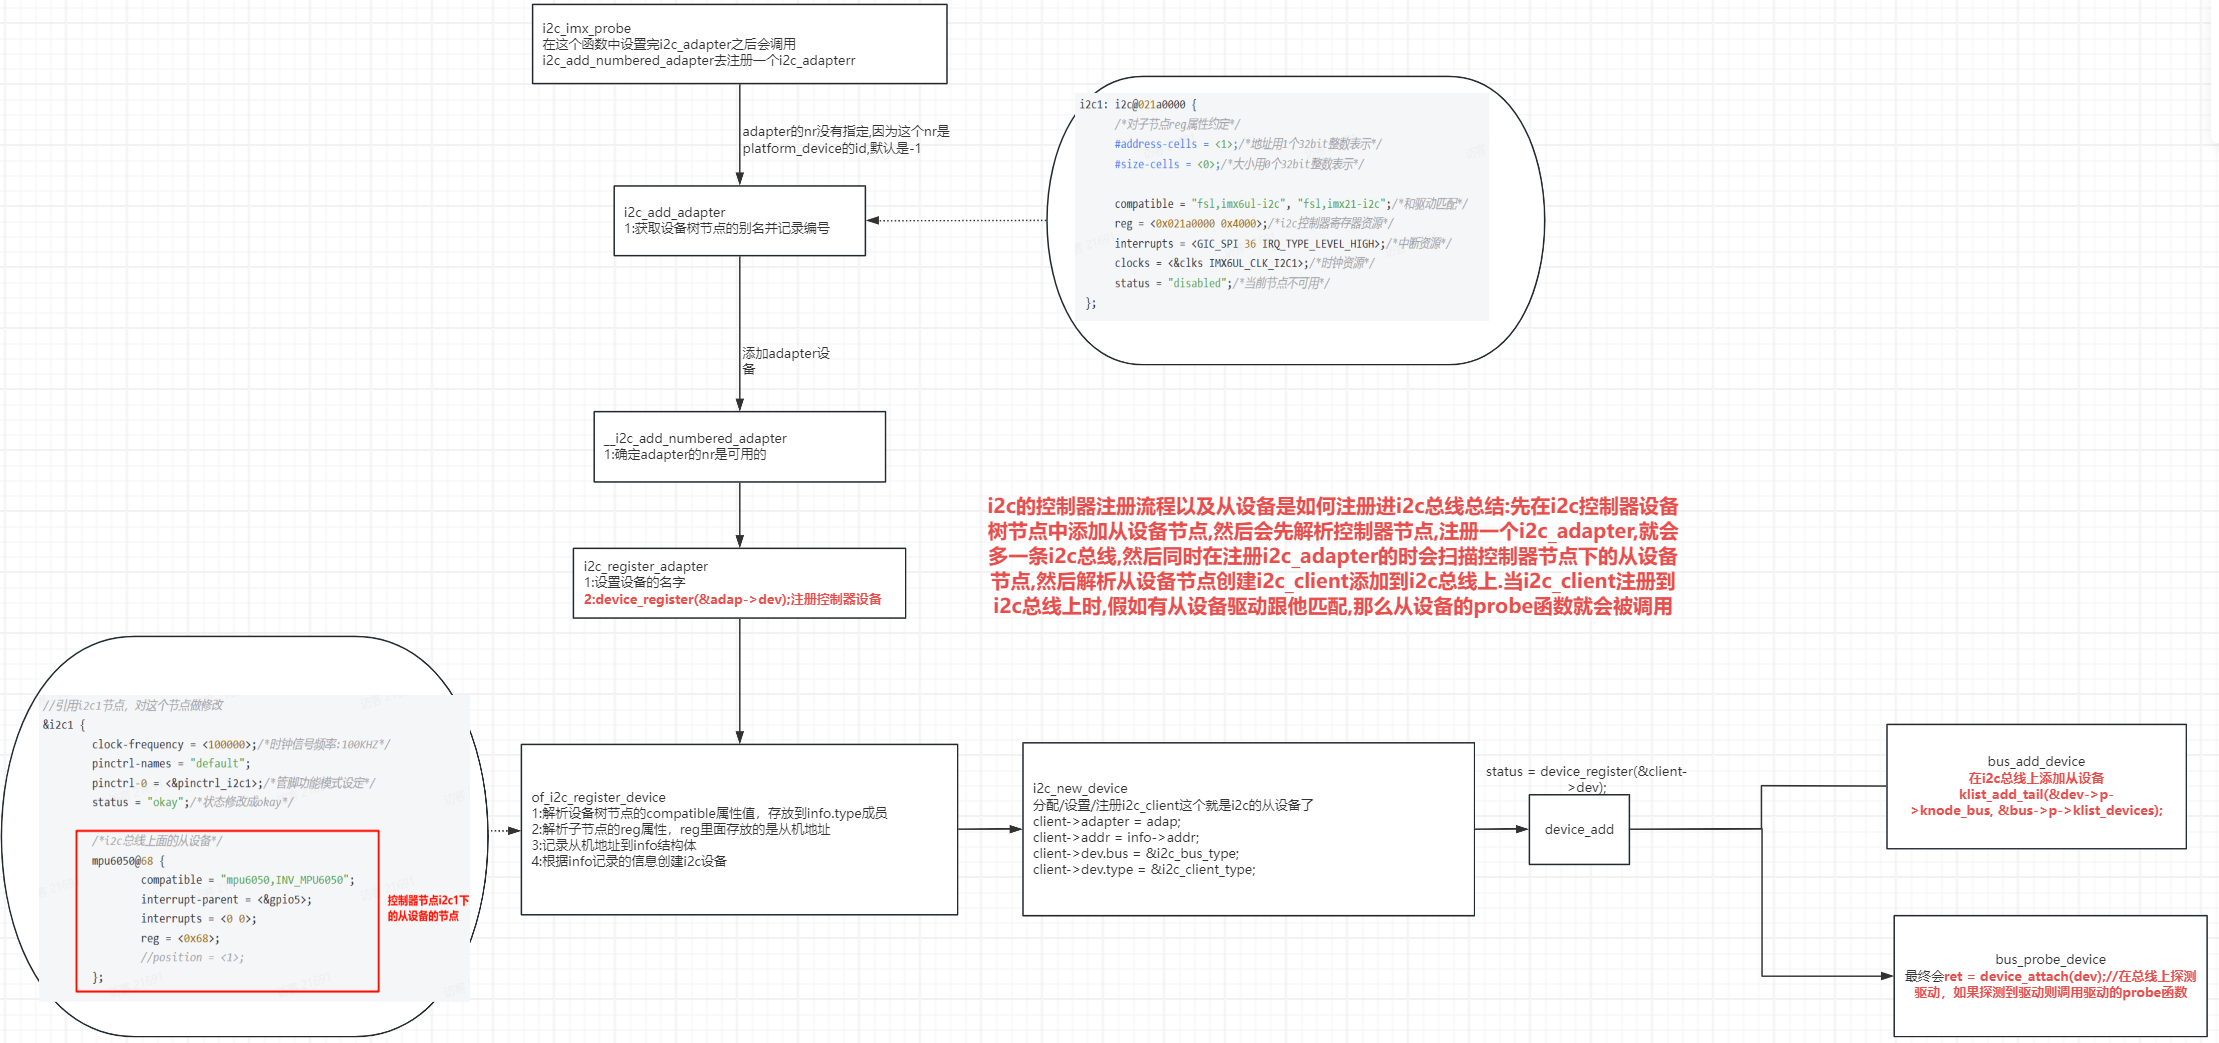 i2c_imx_probe
在这个函数中设置完i2c_adapter之后会调用
i2c_add_numbered_adapter去注册一个i2c_adapterr
adapter的nr没有指定,因为这个nr是
platform_device的id,默认是-1
i2c_add_adapter
1:获取设备树节点的别名并记录编号
i2c1: i2c@021a0000 {
/*对子节点reg属性约定*/
#address-cells = <1>;/*地址用1个32bit整数表示*/
#size-cells = <0>;/*大小用0个32bit整数表示*/
compatible = "fsl,imx6ul-i2c", "fsl,imx21-i2c";/*和驱动匹配*/
reg = <0x021a0000 0x4000>;/*i2c控制器寄存器资源*/
interrupts = <GIC_SPI 36 IRQ_TYPE_LEVEL_HIGH>;/*中断资源*/
clocks = <&clks IMX6UL_CLK_I2C1>;/*时钟资源*/
status = "disabled";/*当前节点不可用*/
};
添加adapter设
备
__i2c_add_numbered_adapter
1:确定adapter的nr是可用的
i2c_register_adapter
1:设置设备的名字
2:device_register(&adap->dev);注册控制器设备
i2c的控制器注册流程以及从设备是如何注册进i2c总线总结:先在i2c控制器设备
树节点中添加从设备节点,然后会先解析控制器节点,注册一个i2c_adapter,就会
多一条i2c总线,然后同时在注册i2c_adapter的时会扫描控制器节点下的从设备
节点,然后解析从设备节点创建i2c_client添加到i2c总线上.当i2c_client注册到
i2c总线上时,假如有从设备驱动跟他匹配,那么从设备的probe函数就会被调用
//引用i2c1节点，对这个节点做修改
&i2c1 {
clock-frequency = <100000>;/*时钟信号频率:100KHZ*/
pinctrl-names = "default";
pinctrl-0 = <&pinctrl_i2c1>;/*管脚功能模式设定*/
status = "okay";/*状态修改成okay*/
/*i2c总线上面的从设备*/
mpu6050@68 {
compatible = "mpu6050,INV_MPU6050";
interrupt-parent = <&gpio5>;
interrupts = <0 0>;
reg = <0x68>;
//position = <1>;
};
控制器节点i2c1下
的从设备的节点
of_i2c_register_device
1:解析设备树节点的compatible属性值，存放到info.type成员
2:解析子节点的reg属性，reg里面存放的是从机地址
3:记录从机地址到info结构体
4:根据info记录的信息创建i2c设备
i2c_new_device
分配/设置/注册i2c_client这个就是i2c的从设备了
client->adapter = adap;
client->addr = info->addr;
client->dev.bus = &i2c_bus_type;
client->dev.type = &i2c_client_type;
status = device_register(&client-
>dev);
device_add
bus_add_device
在i2c总线上添加从设备
klist_add_tail(&dev->p-
>knode_bus, &bus->p->klist_devices);
bus_probe_device
最终会ret = device_attach(dev);//在总线上探测
驱动，如果探测到驱动则调用驱动的probe函数